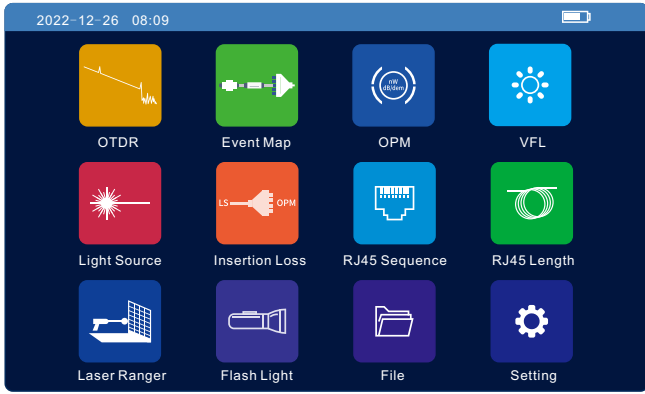 2022-12-26 08:09
nW
dB/dem
OTDR Event Map OPM VFL
LS OPM
Light Source Insertion Loss RJ45 Sequence RJ45 Length
Laser Ranger Flash Light File Setting